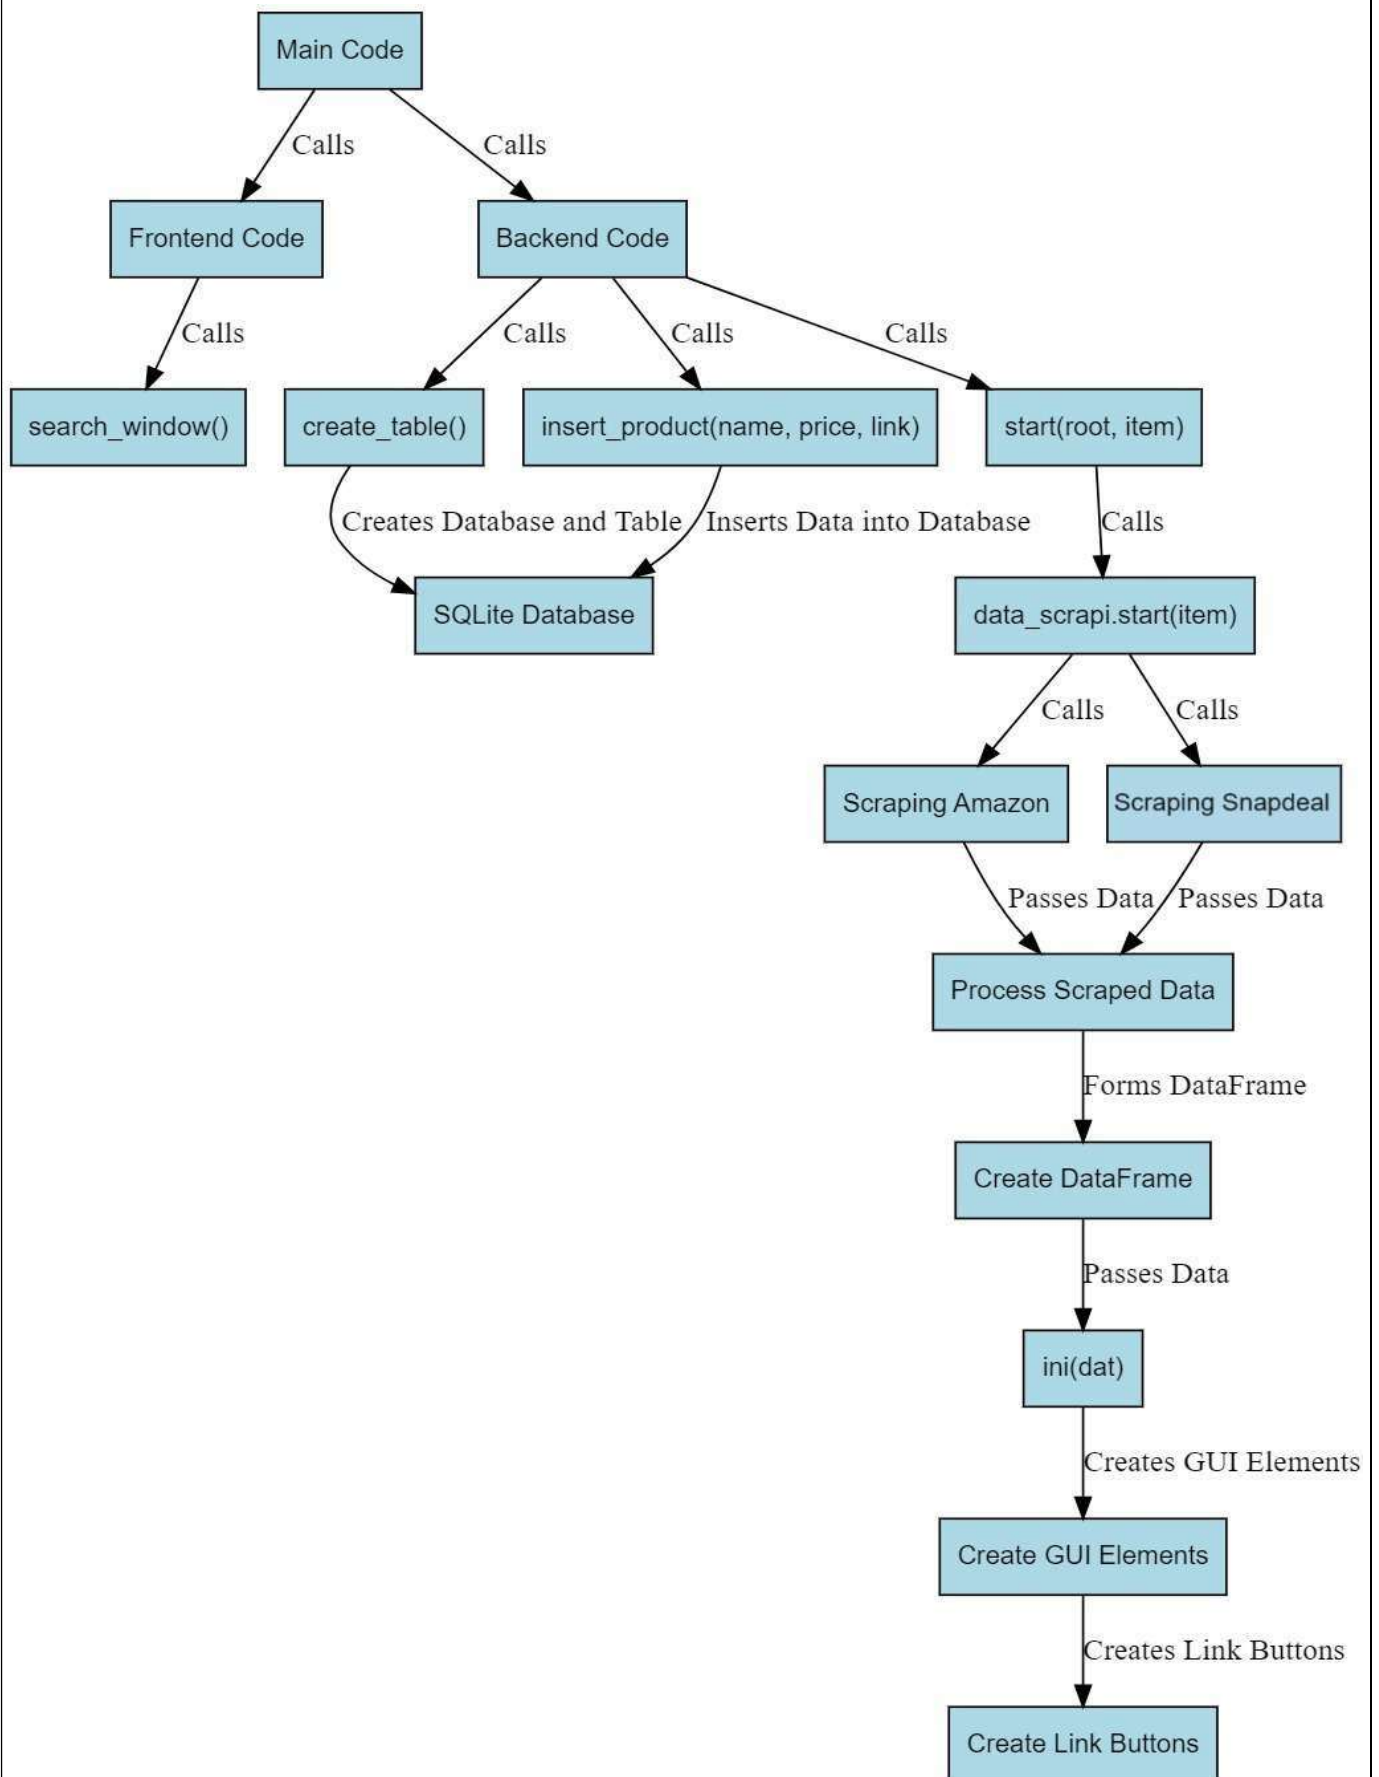 Main Code
Calls
Calls
Frontend Code
Backend Code
Calls
Calls
Calls
Calls
search_window()
create_table()
insert_product(name, price, link)
start(root, item)
Creates Database and Table
Inserts Data into Database
Calls
SQLite Database
data_scrapi.start(item)
Calls
Calls
Scraping Amazon
Scraping Snapdeal
Passes Data
Passes Data
Process Scraped Data
Forms DataFrame
Create DataFrame
Passes Data
ini(dat)
Creates GUI Elements
Create GUI Elements
Creates Link Buttons
Create Link Buttons